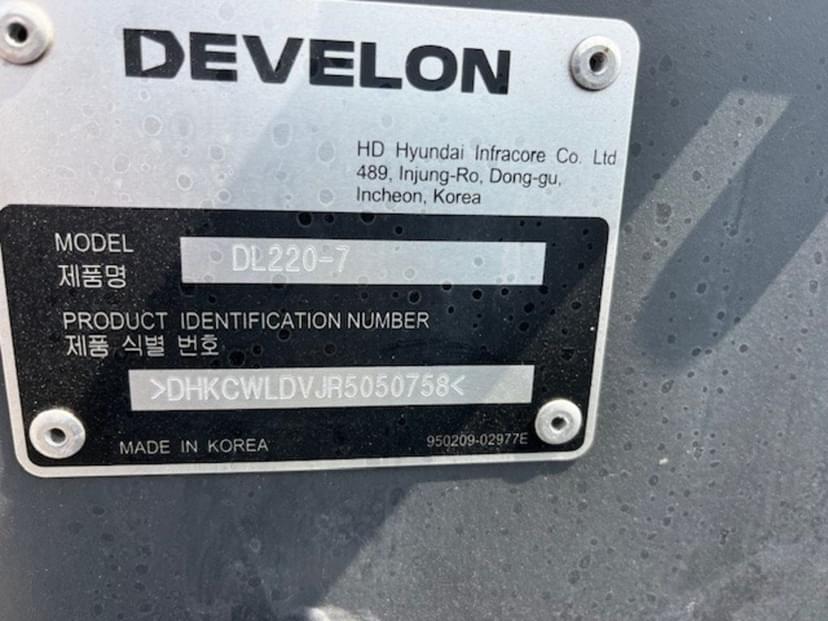 DEVELON
HD Hyundai Infracore Co. Ltd
489, Injung-Ro, Dong-gu,
Incheon, Korea
MODEL DL220-7
제품명
PRODUCT IDENTIFICATION NUMBER
제품 식별 번호
>DHKCWLDVJR5050758<
MADE IN KOREA 950209-02977E